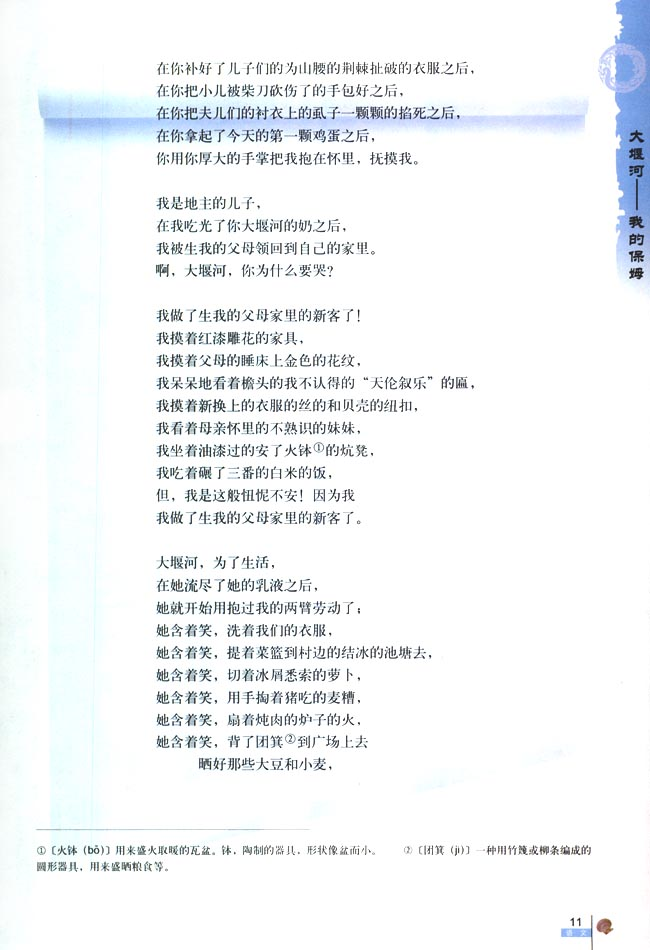 在你补好了儿子们的为山腰的荆棘扯破的衣服之后，
在你把小儿被柴刀砍伤了的手包好之后，
在你把夫儿们的衬衣上的虱子一颗颗的掐死之后，
在你拿起了今天的第一颗鸡蛋之后，
你用你厚大的手掌把我抱在怀里，抚摸我。
我是地主的儿子，
在我吃光了你大堰河的奶之后，
我被生我的父母领回到自己的家里。
啊，大堰河，你为什么要哭？
我做了生我的父母家里的新客了！
我摸着红漆雕花的家具，
我摸着父母的睡床上金色的花纹，
我呆呆地看着檐头的我不认得的“天伦叙乐”的匾，
我摸着新换上的衣服的丝的和贝壳的纽扣，
我看着母亲怀里的不熟识的妹妹，
我坐着油漆过的安了火钵①的炕凳，
我吃着碾了三番的白米的饭，
但，我是这般忸怩不安！因为我
我做了生我的父母家里的新客了。
大堰河，为了生活，
在她流尽了她的乳液之后，
她就开始用抱过我的两臂劳动了；
她含着笑，洗着我们的衣服，
她含着笑，提着菜篮到村边的结冰的池塘去，
她含着笑，切着冰屑悉索的萝卜，
她含着笑，用手掏着猪吃的麦糟，
她含着笑，扇着炖肉的炉子的火，
她含着笑，背了团箕②到广场上去
晒好那些大豆和小麦，
①〔火钵（bō）〕用来盛火取暖的瓦盆。钵，陶制的器具，形状像盆而小。 ②〔团箕（jī）〕一种用竹篾或柳条编成的
圆形器具，用来盛晒粮食等。
大堰河——我的保姆
11
语文